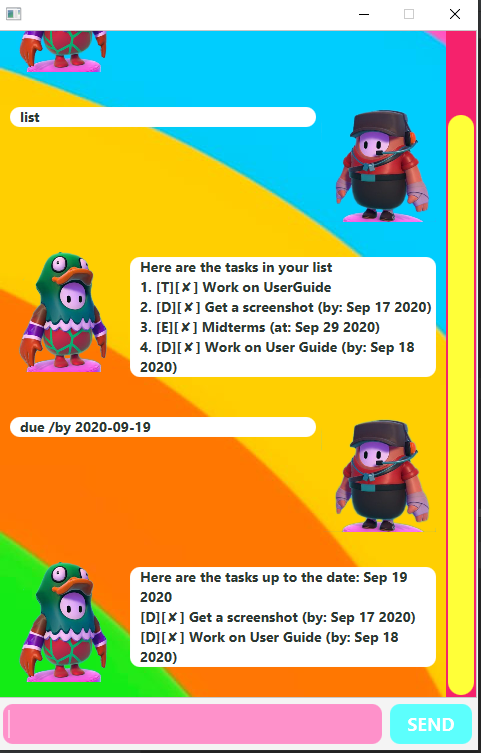 list
Here are the tasks in your list
1. [T][✘] Work on UserGuide
2. [D][✘] Get a screenshot (by: Sep 17 2020)
3. [E][✘] Midterms (at: Sep 29 2020)
4. [D][✘] Work on User Guide (by: Sep 18
2020)
due /by 2020-09-19
Here are the tasks up to the date: Sep 19
2020
[D][✘] Get a screenshot (by: Sep 17 2020)
[D][✘] Work on User Guide (by: Sep 18
2020)
SEND